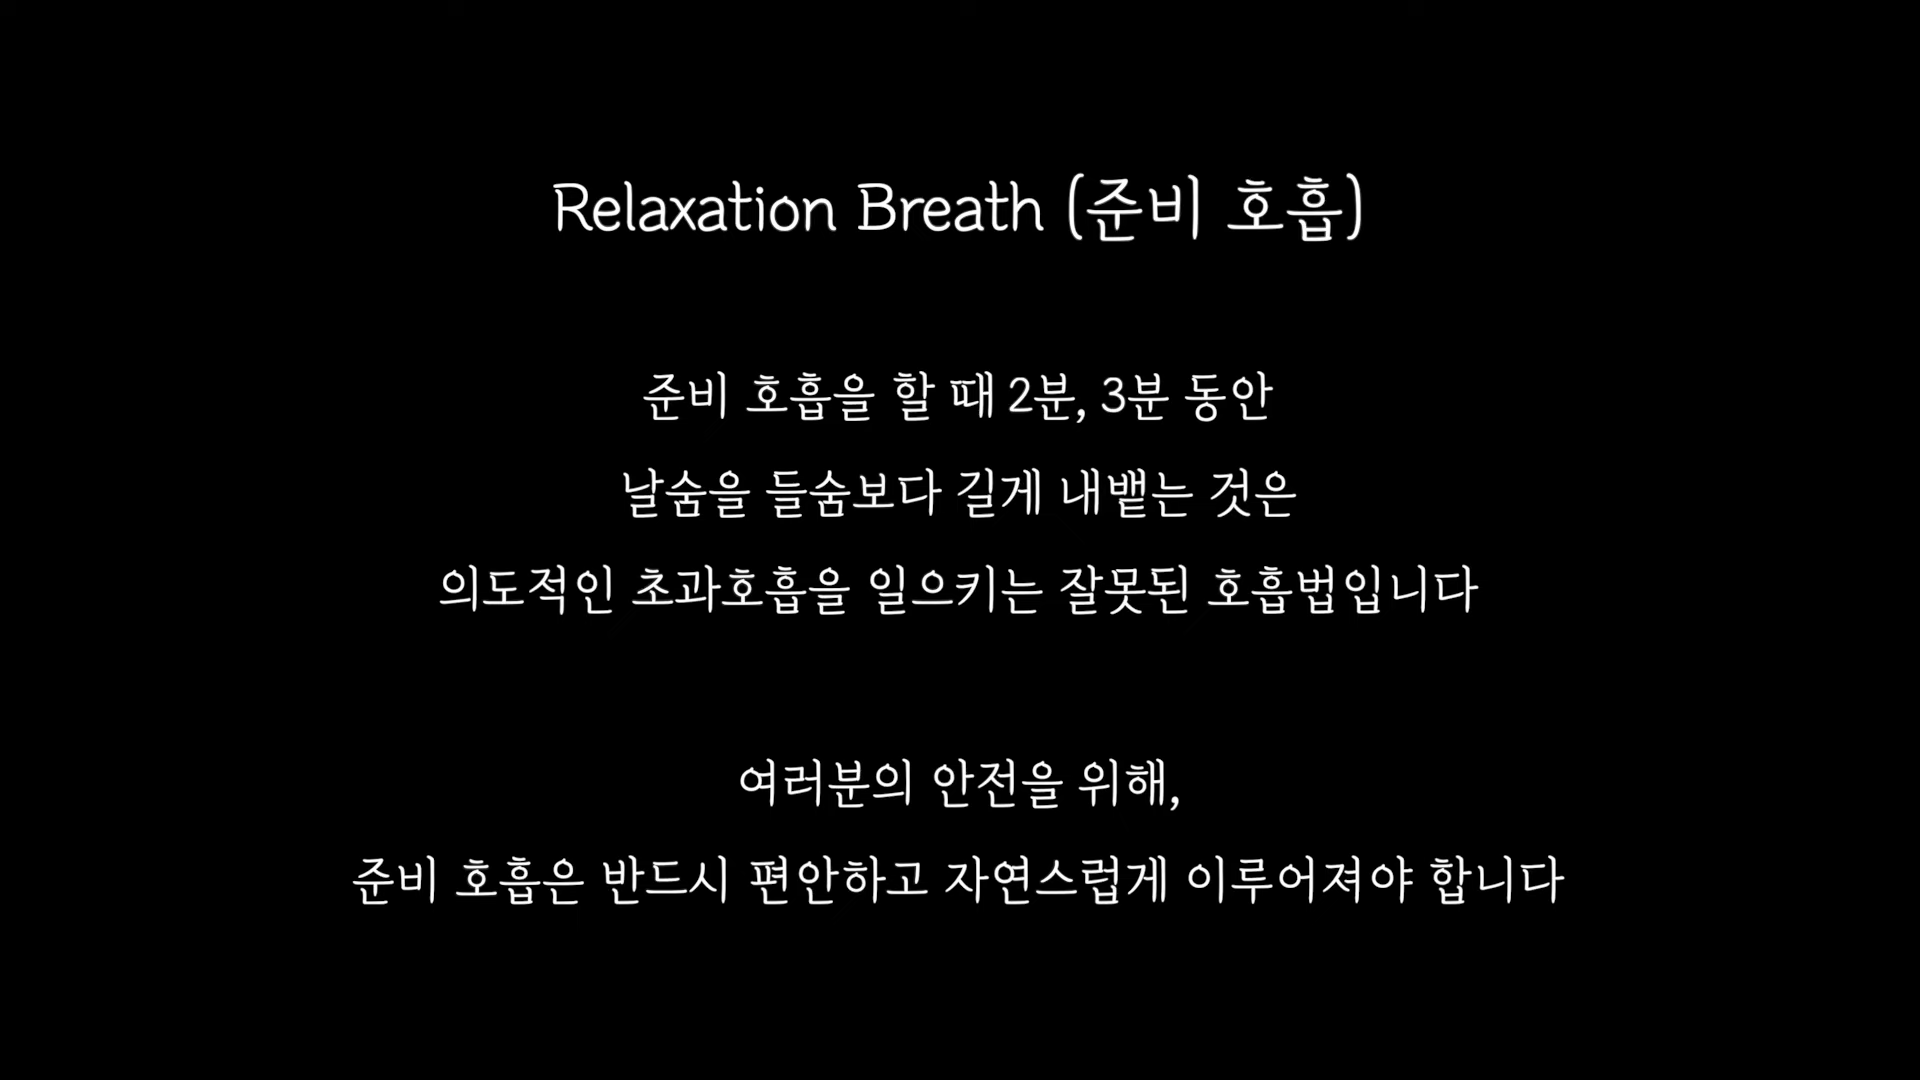 Relaxation Breath (준비 호흡)
준비 호흡을 할 때 2분, 3분 동안
날숨을 들숨보다 길게 내뱉는 것은
의도적인 초과호흡을 일으키는 잘못된 호흡법입니다
여러분의 안전을 위해,
준비 호흡은 반드시 편안하고 자연스럽게 이루어져야 합니다